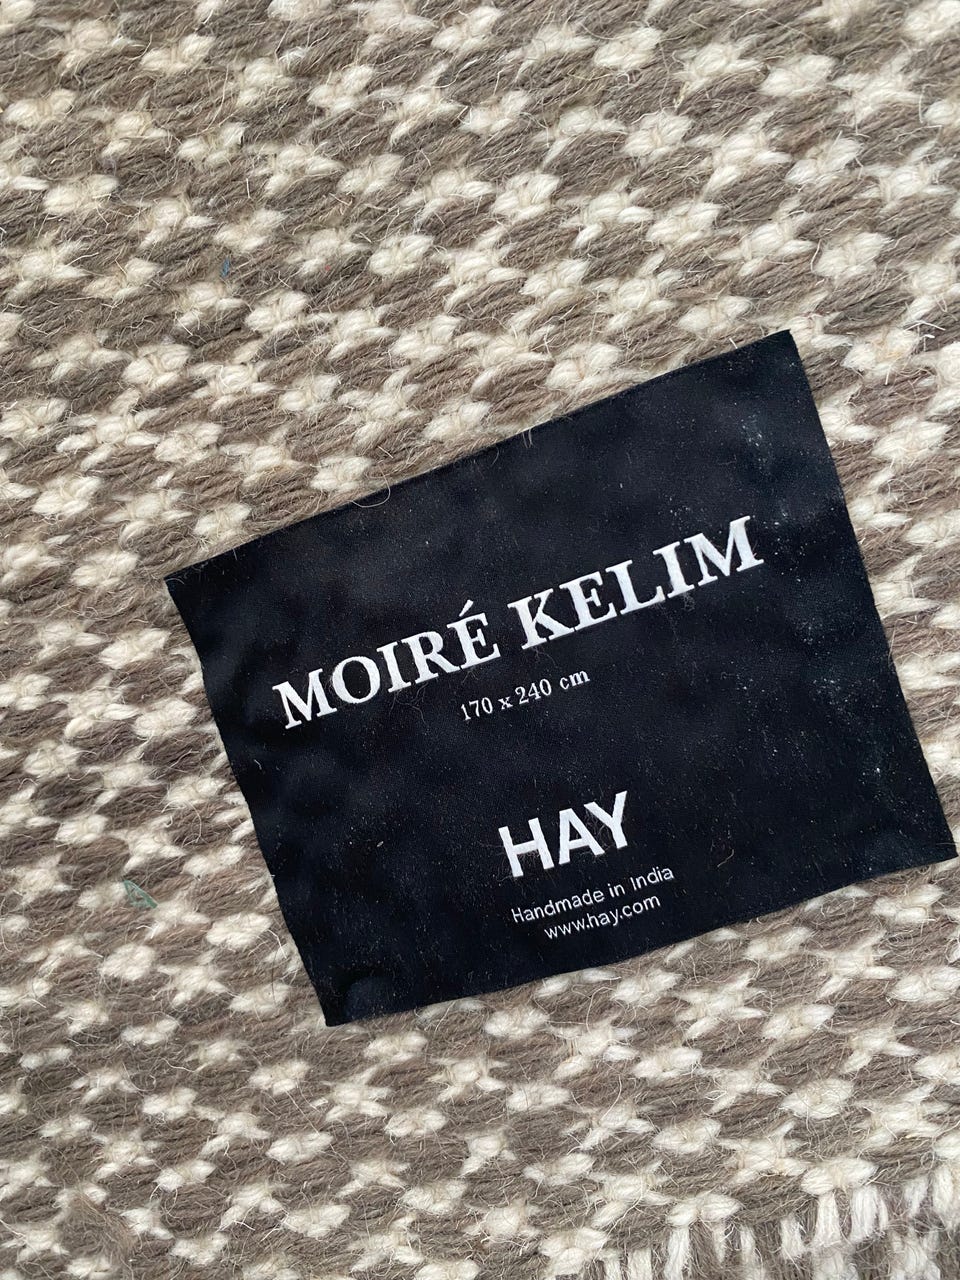 MOIRÉ KELIM
170 x 240 cm
HAY
Handmade in India
www.hay.com